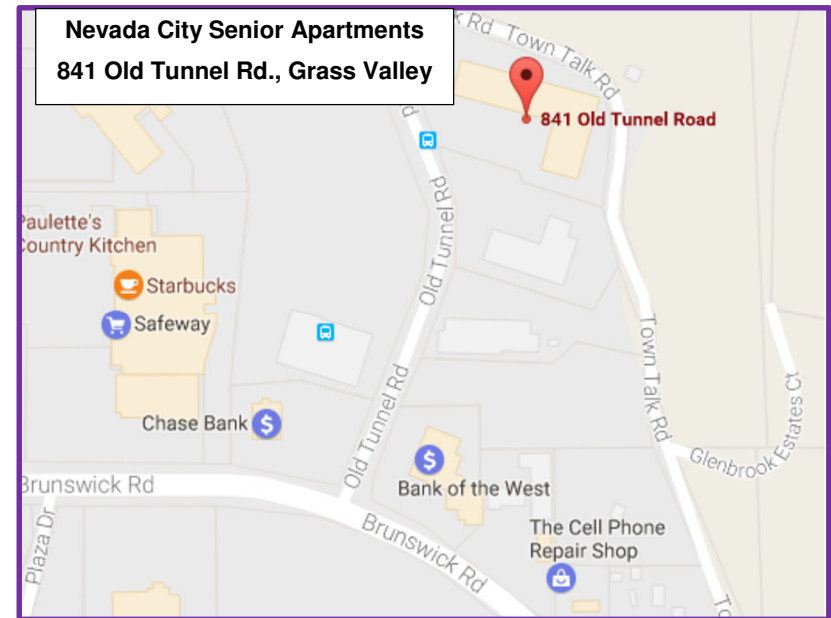 Nevada City Senior Apartments
841 Old Tunnel Rd., Grass Valley
k Rd
Town Talk Rd
841 Old Tunnel Road
d
Old Tunnel Rd
Paulette's
Country Kitchen
Starbucks
Safeway
Town Talk Rd
Old Tunnel Rd
Chase Bank
Glenbrook Estates Ct
Bank of the West
Brunswick Rd
Plaza Dr
Brunswick Rd
The Cell Phone
Repair Shop
To